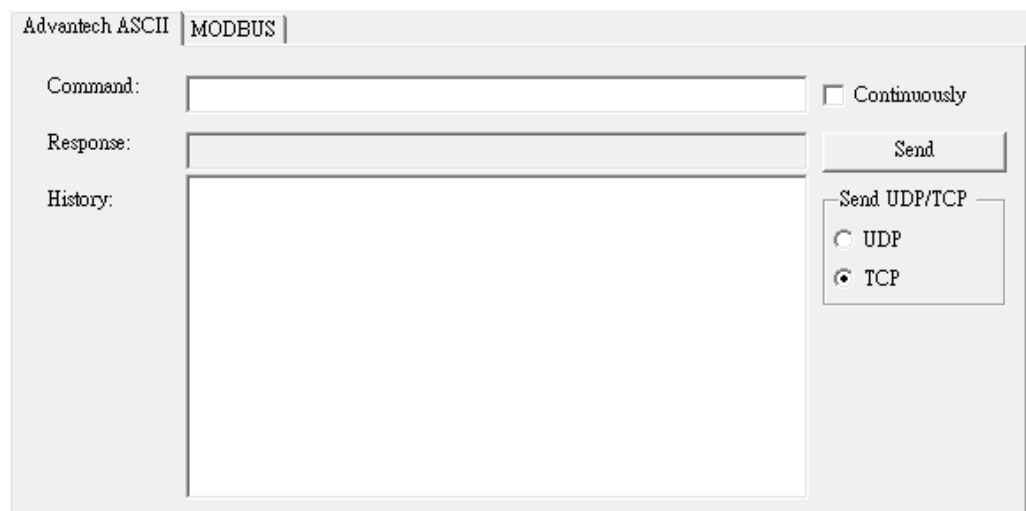 Advantech ASCII MODBUS
Command:
Continuously
Response:
Send
History:
Send UDP/TCP
UDP
TCP